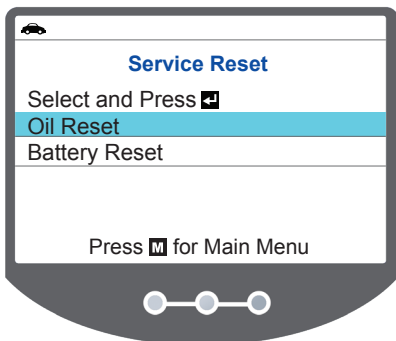 Service Reset
Select and Press ↵
Oil Reset
Battery Reset
Press M for Main Menu